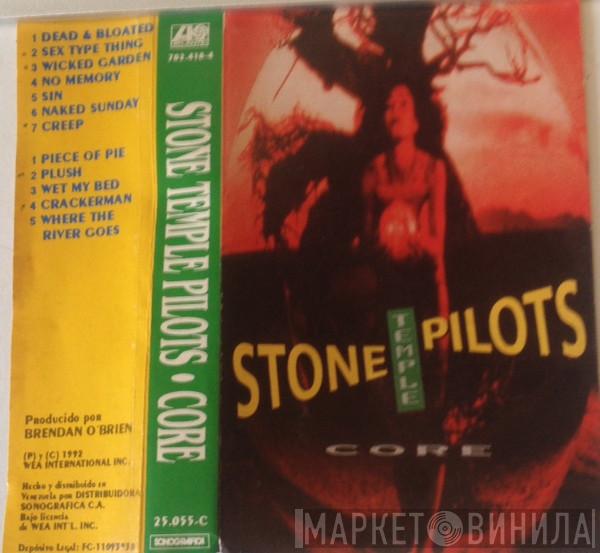 1 DEAD & BLOATED
2 SEX TYPE THING
3 WICKED GARDEN
4 NO MEMORY
5 SIN
6 NAKED SUNDAY
7 CREEP
1 PIECE OF PIE
2 PLUSH
3 WET MY BED
4 CRACKERMAN
5 WHERE THE
RIVER GOES
Producido por
BRENDAN O'BRIEN
(P) y (C) 1992
WEA INTERNATIONAL INC.
Hecho y distribuido en
Venezuela por DISTRIBUIDORA
SONOGRAFICA C.A.
Bajo licencia
de WEA INT'L. INC.
Depósito Legal:
ATLANTIC
STONE TEMPLE PILOTS • CORE
25.055-C
SONOGRAFICA
STONE TEMPLE PILOTS
CORE
МАРКЕТ ВИНИЛА